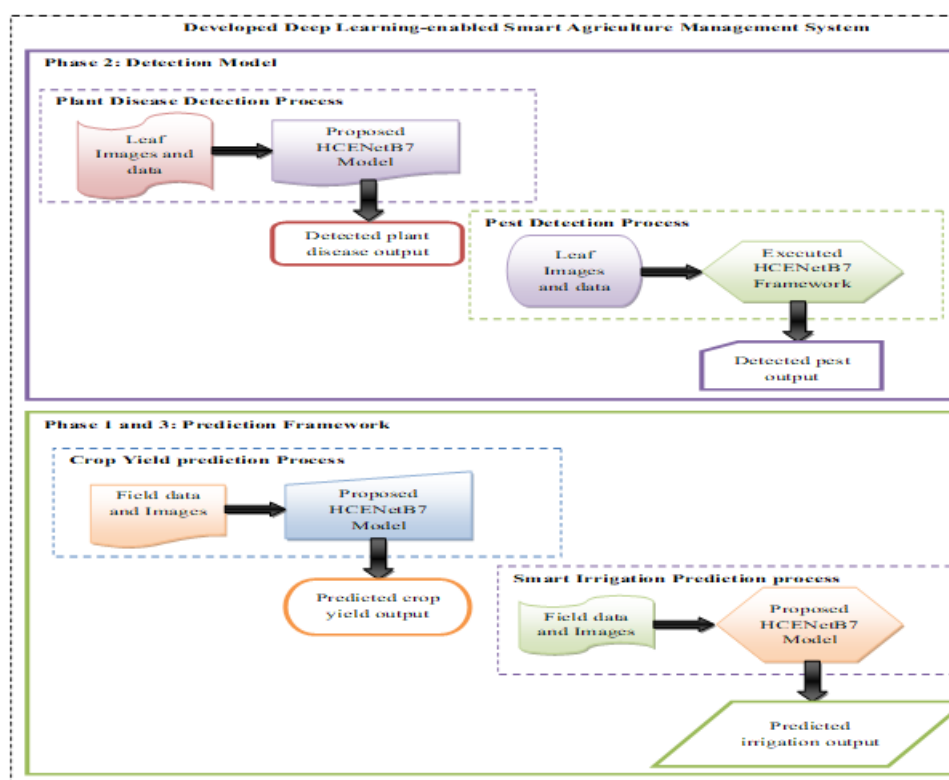 Developed Deep Learning-enabled Smart Agriculture Management System
Phase 2: Detection Model
Plant Disease Detection Process
Leaf
Images and
data
Proposed
HCENetB7
Model
Detected plant
disease output
Pest Detection Process
Leaf
Images
and data
Executed
HCENetB7
Framework
Detected pest
output
Phase 1 and 3: Prediction Framework
Crop Yield prediction Process
Field data
and Images
Proposed
HCENetB7
Model
Predicted crop
yield output
Smart Irrigation Prediction process
Field data
and Images
Proposed
HCENetB7
Model
Predicted
irrigation output